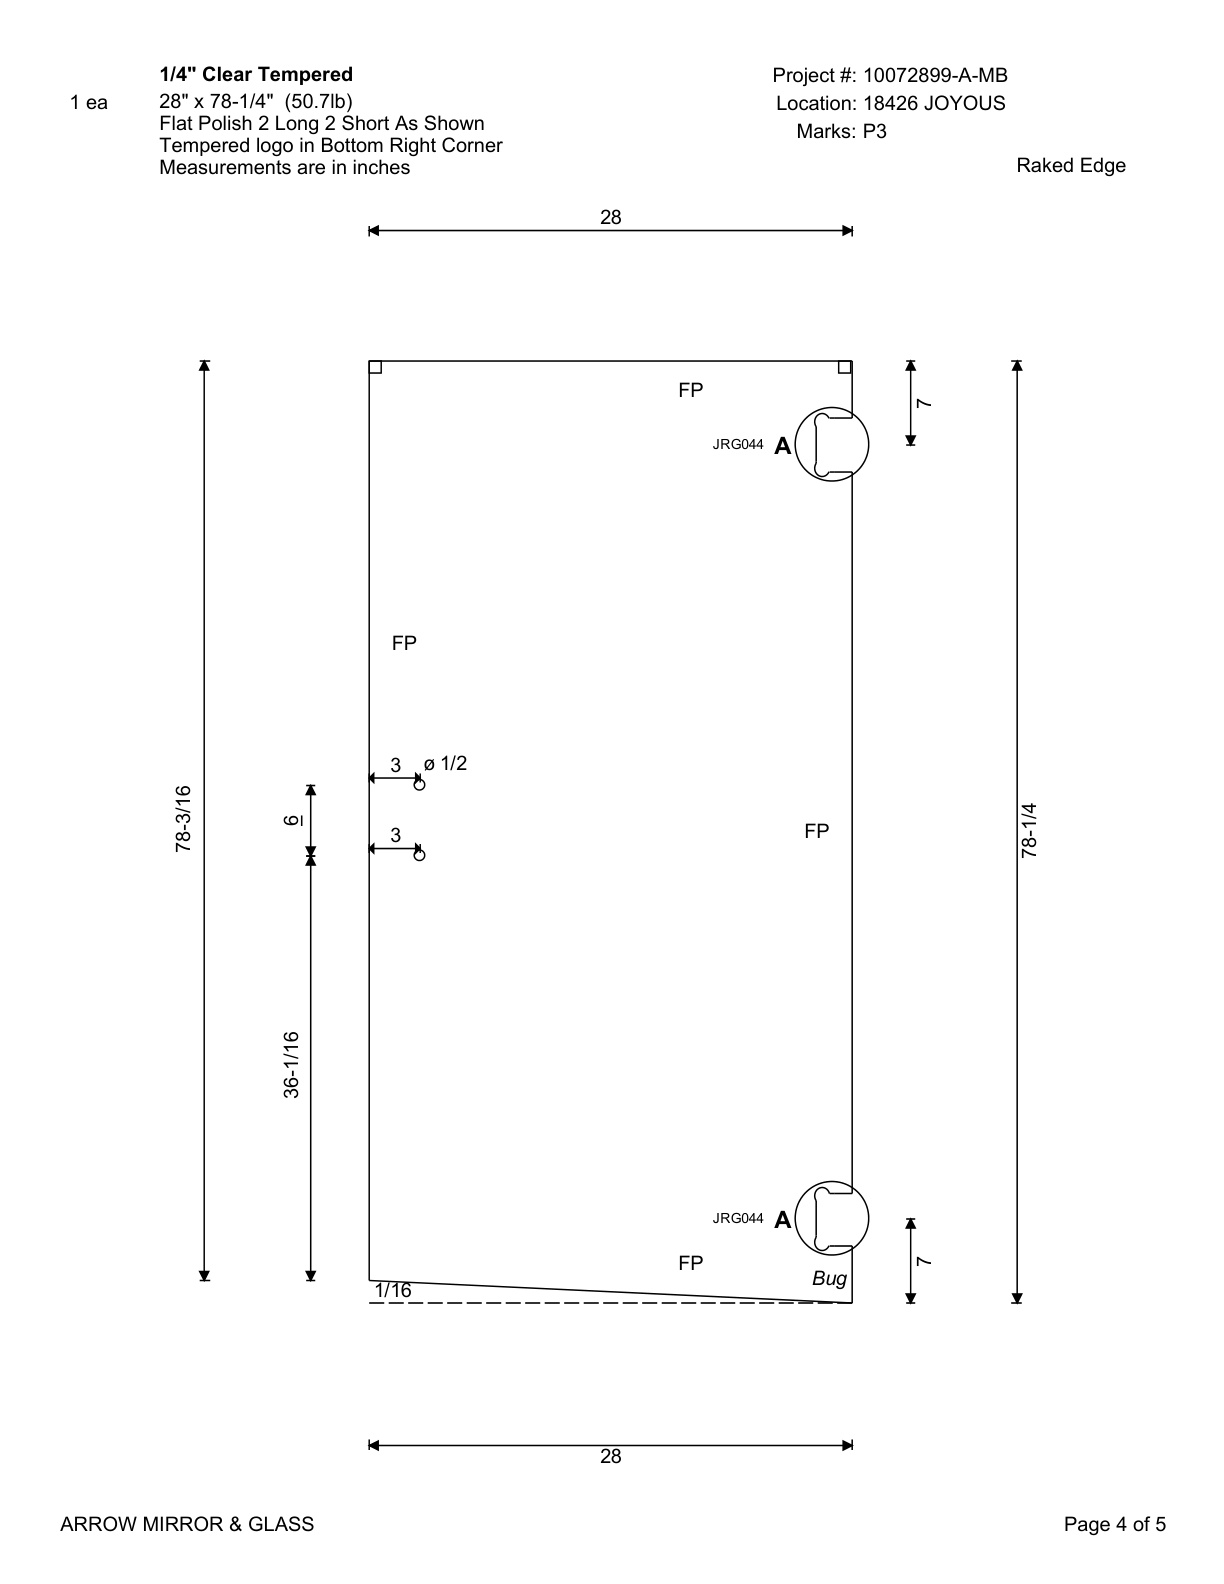 1/4" Clear Tempered
1 ea
28" x 78-1/4" (50.7lb)
Flat Polish 2 Long 2 Short As Shown
Tempered logo in Bottom Right Corner
Measurements are in inches
Project #: 10072899-A-MB
Location: 18426 JOYOUS
Marks: P3
Raked Edge
28
FP
7
JRG044 A
FP
3 ø 1/2
78-3/16
6
3
FP
78-1/4
36-1/16
JRG044 A
FP
7
Bug
1/16
28
ARROW MIRROR & GLASS
Page 4 of 5